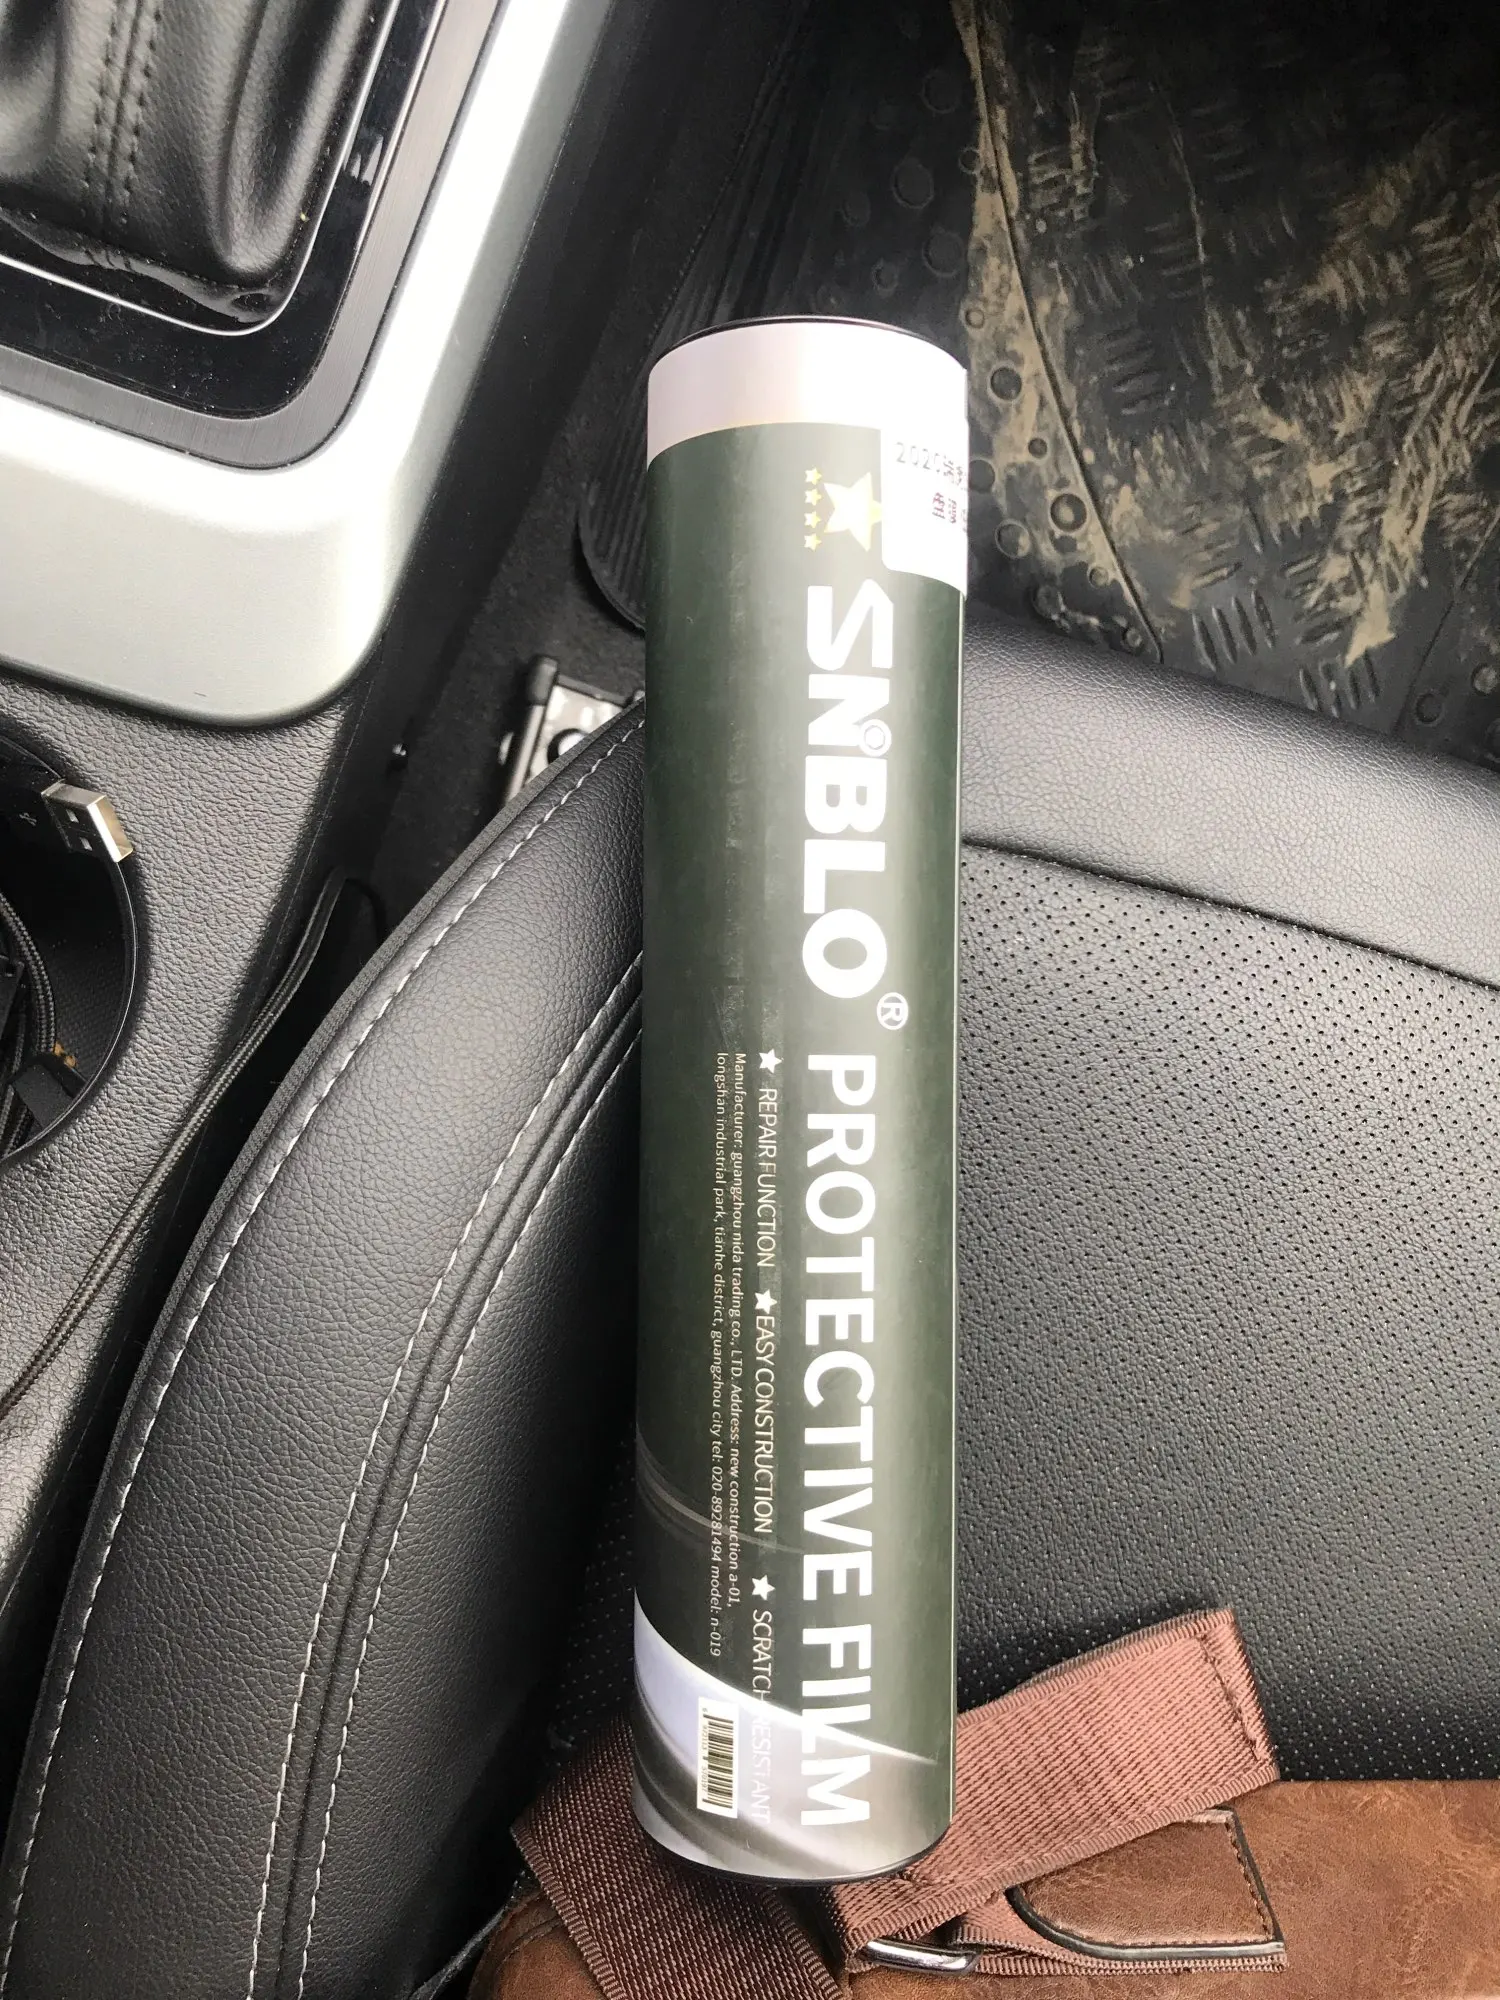 SNBLO® PROTECTIVE FILM
★ REPAIR FUNCTION ★ EASY CONSTRUCTION ★ SCRATCH RESISTANT
Manufacturer: guangzhou nida trading co., LTD. Address: new construction a-01,
longshan industrial park, tianhe district, guangzhou city tel: 020-89281494 model: n-019